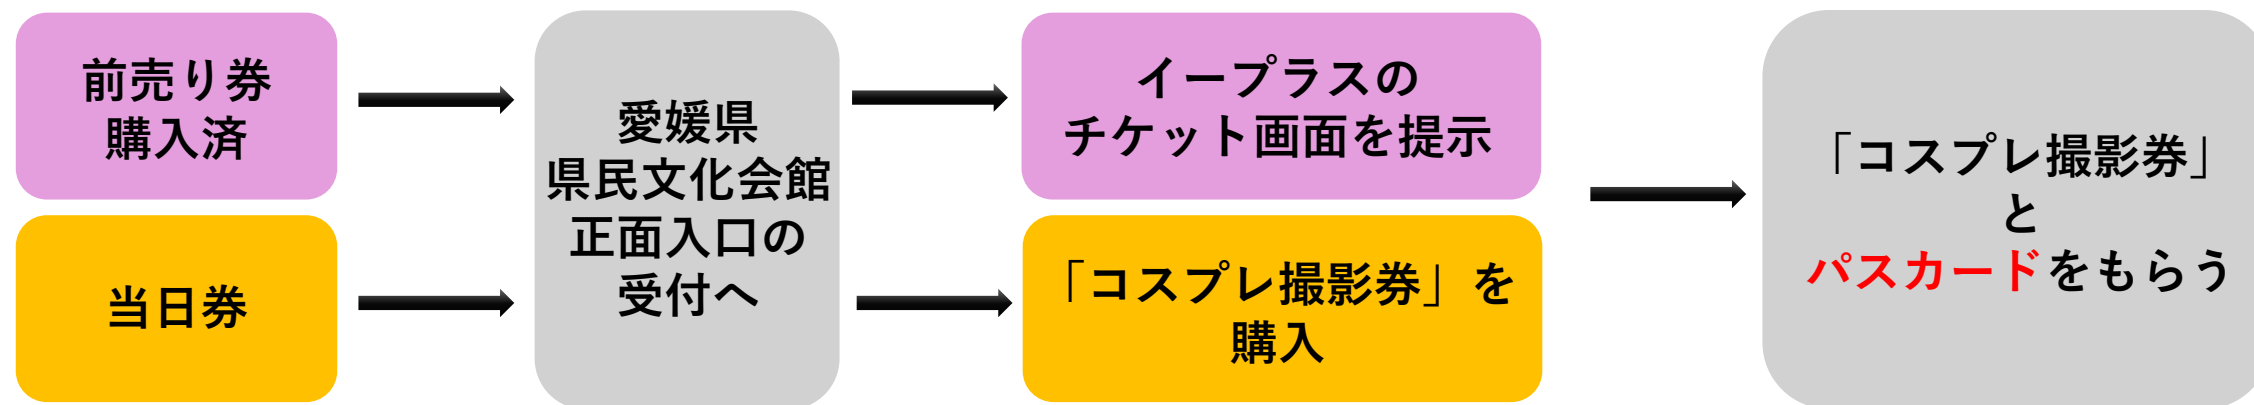 前売り券
購入済
当日券
愛媛県
県民文化会館
正面入口の
受付へ
イープラスの
チケット画面を提示
「コスプレ撮影券」を
購入
「コスプレ撮影券」
と
パスカードをもらう